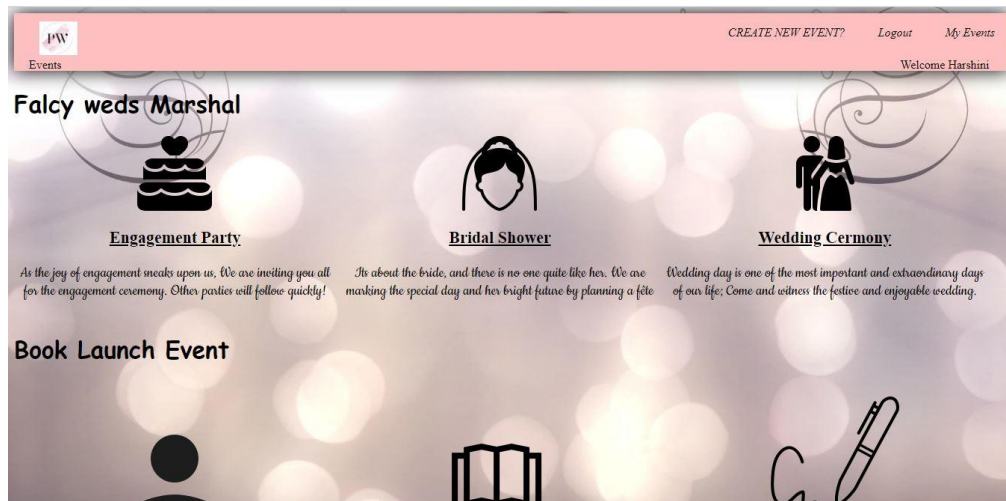 PW
CREATE NEW EVENT? Logout My Events
Events Welcome Harshini
Falcy weds Marshal
Engagement Party Bridal Shower Wedding Cermony
As the joy of engagement sneaks upon us, We are inviting you all Its about the bride, and there is no one quite like her. We are Wedding day is one of the most important and extraordinary days
for the engagement ceremony. Other parties will follow quickly! marking the special day and her bright future by planning a fête of our life; Come and witness the festive and enjoyable wedding.
Book Launch Event